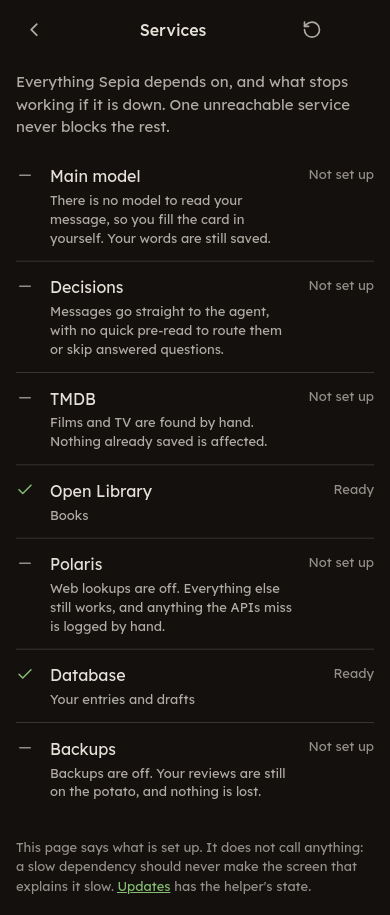 Services
Everything Sepia depends on, and what stops
working if it is down. One unreachable service
never blocks the rest.
Main model
Not set up
There is no model to read your
message, so you fill the card in
yourself. Your words are still saved.
Decisions
Not set up
Messages go straight to the agent,
with no quick pre-read to route them
or skip answered questions.
TMDB
Not set up
Films and TV are found by hand.
Nothing already saved is affected.
Open Library
Ready
Books
Polaris
Not set up
Web lookups are off. Everything else
still works, and anything the APIs miss
is logged by hand.
Database
Ready
Your entries and drafts
Backups
Not set up
Backups are off. Your reviews are still
on the potato, and nothing is lost.
This page says what is set up. It does not call anything:
a slow dependency should never make the screen that
explains it slow. Updates has the helper's state.